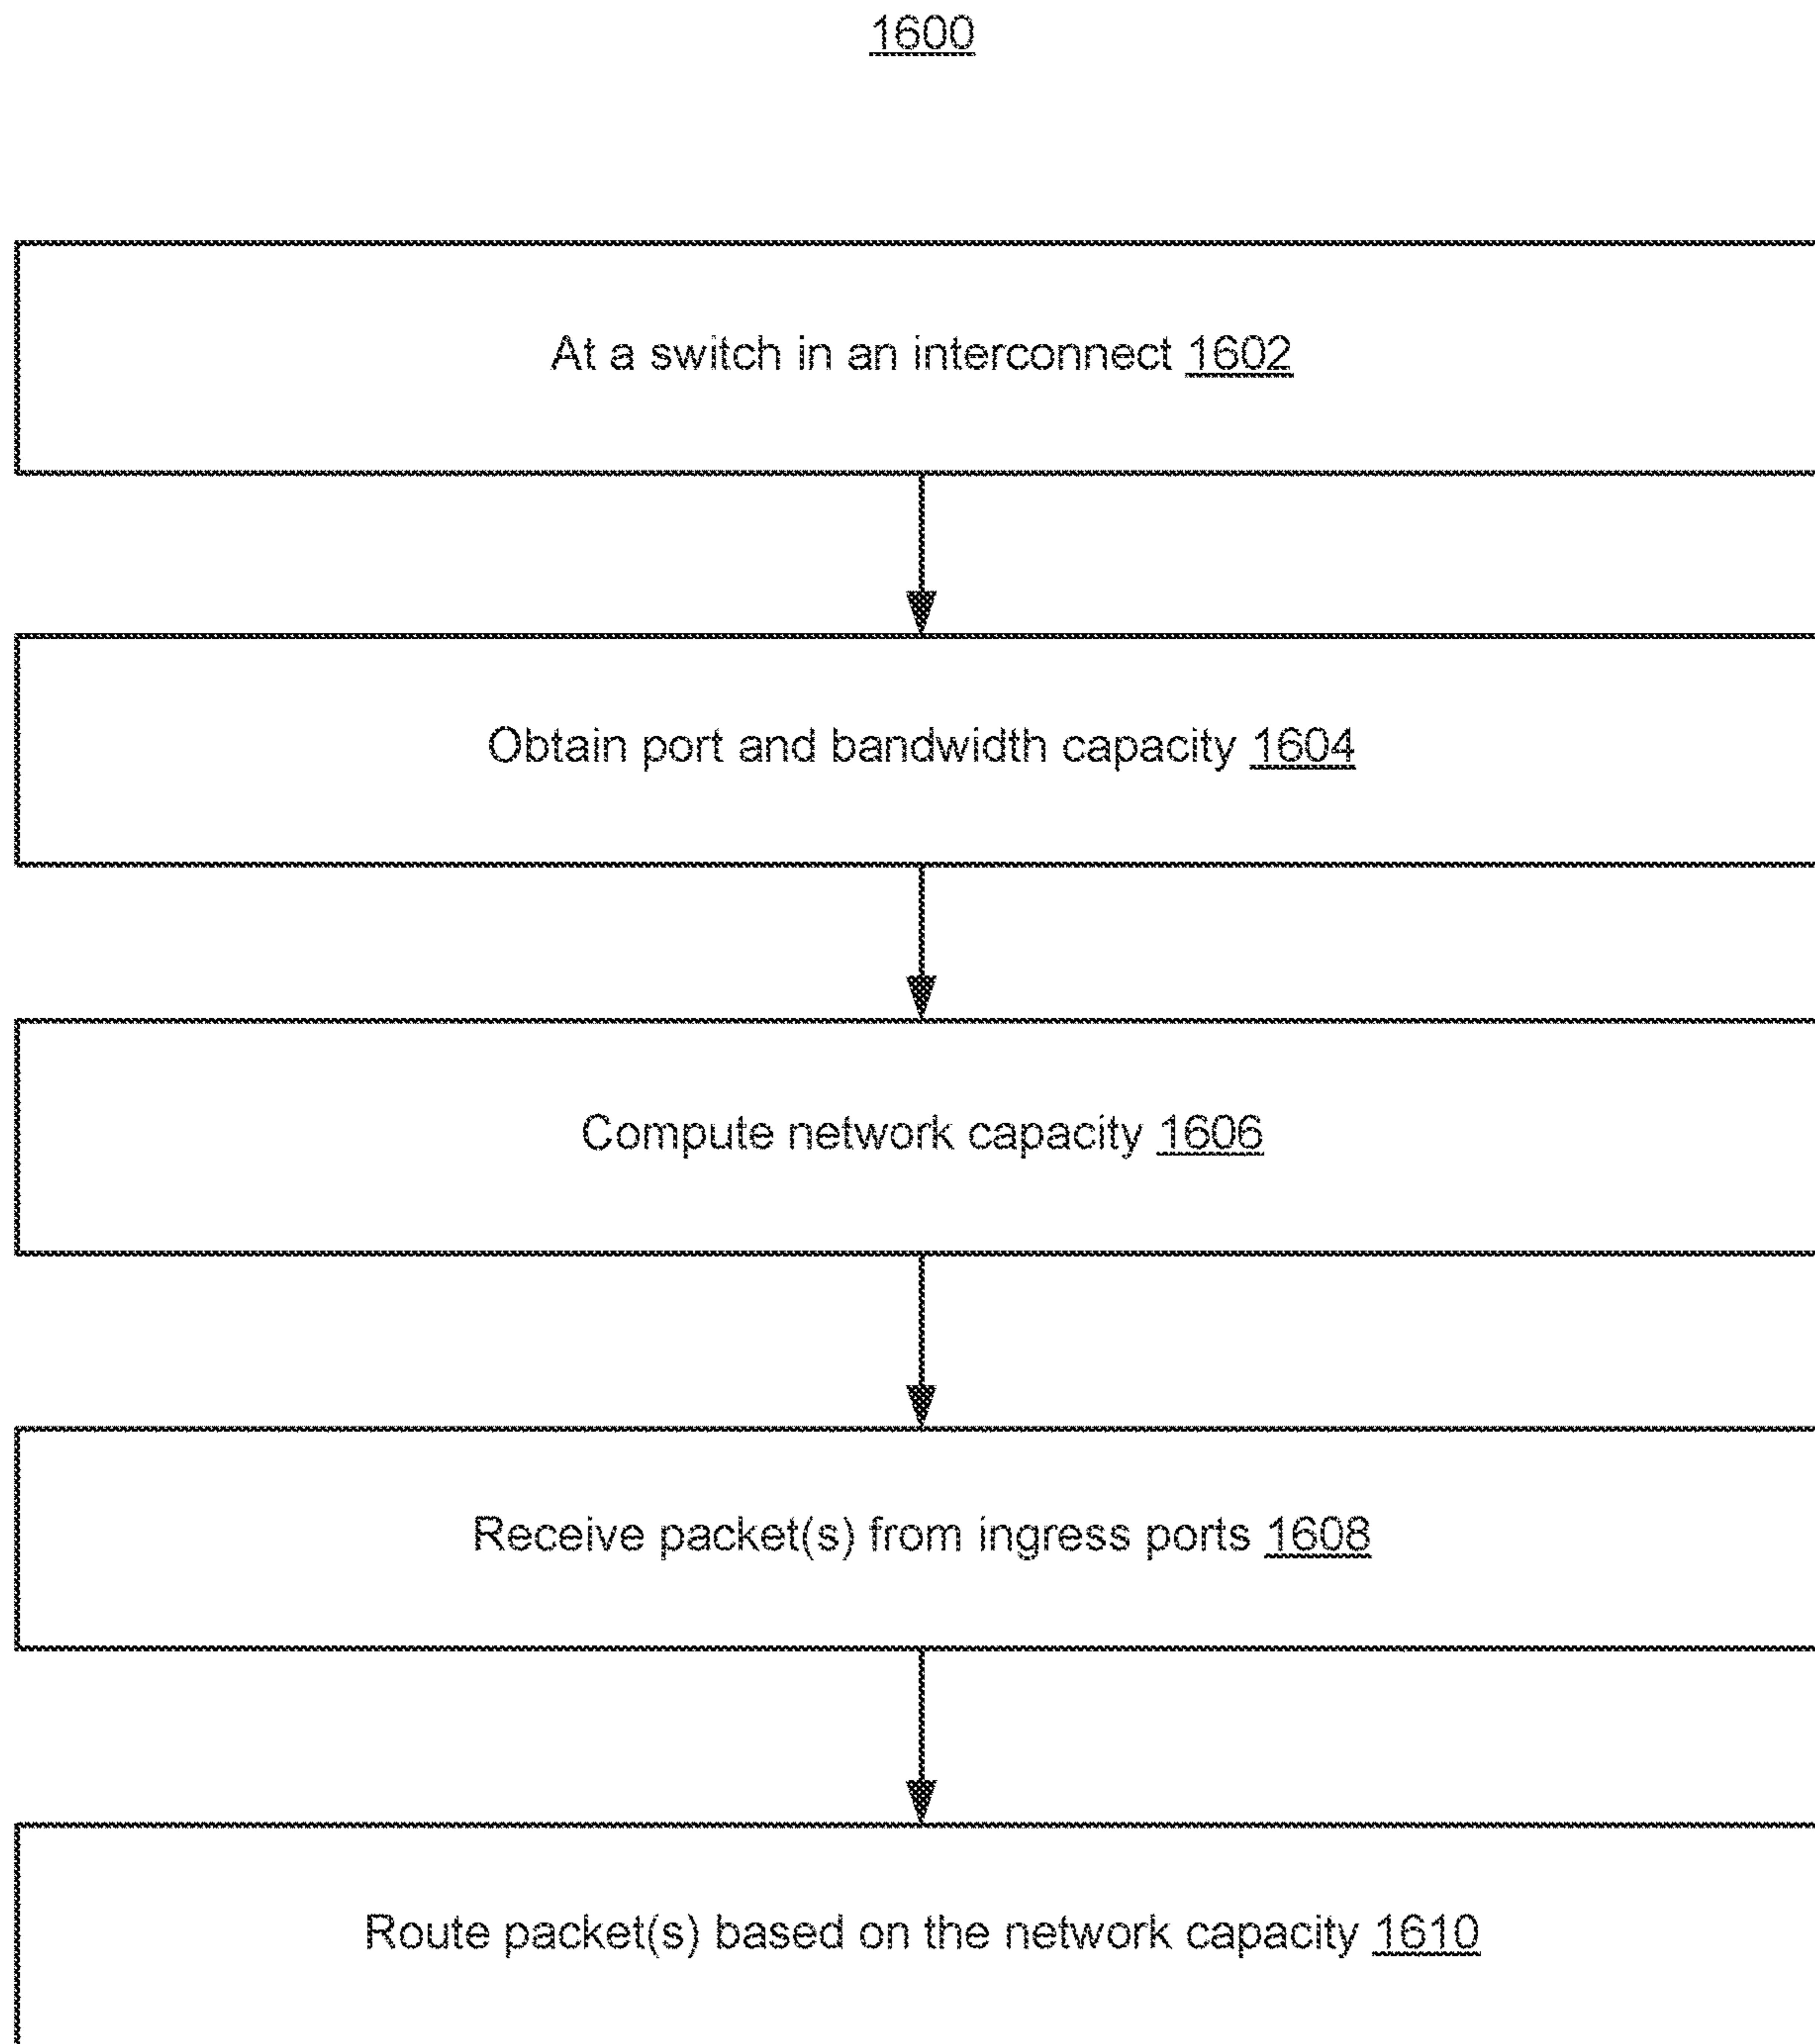 1600
At a switch in an interconnect 1602
Obtain port and bandwidth capacity 1604
Compute network capacity 1606
Receive packet(s) from ingress ports 1608
Route packet(s) based on the network capacity 1610